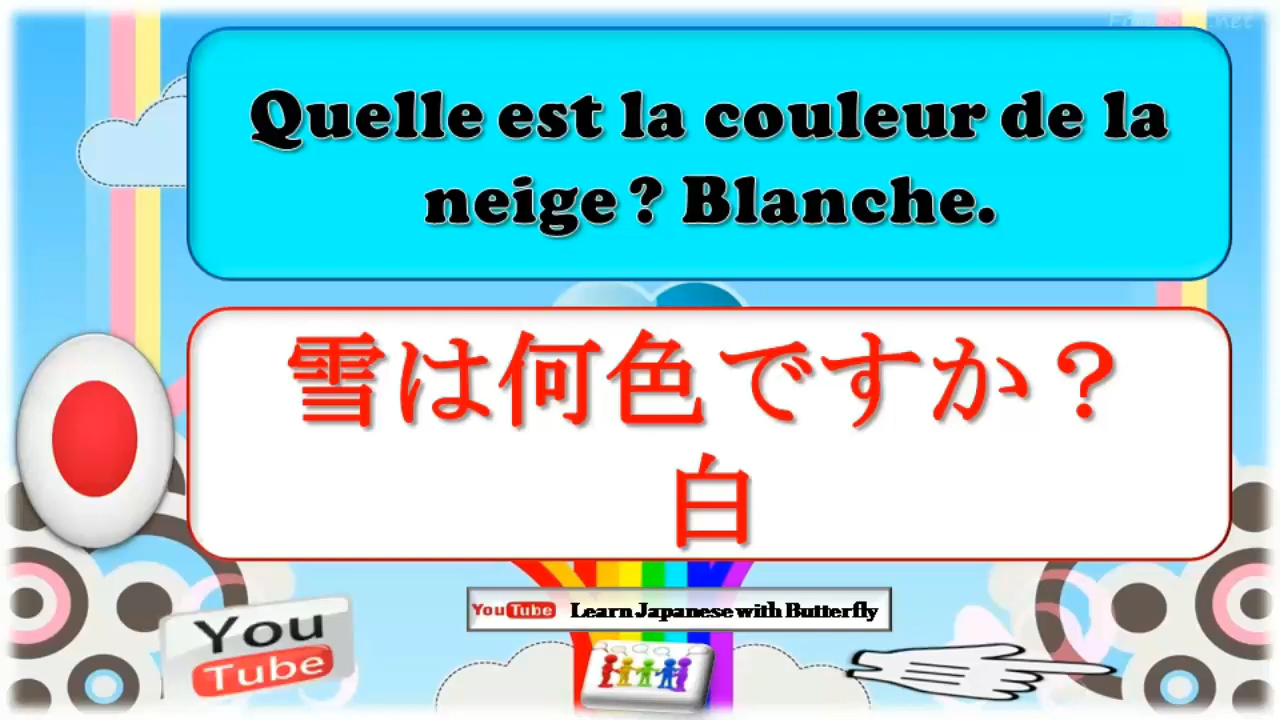 Quelle est la couleur de la
neige ? Blanche.
雪は何色ですか？
白
YouTube Learn Japanese with Butterfly
You
Tube